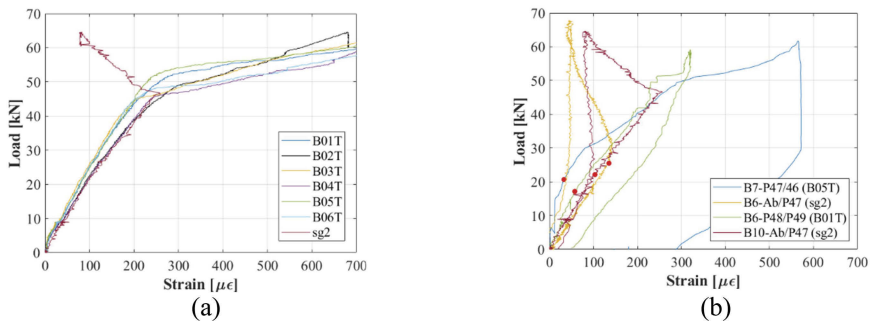 (a)
70
60
50
40
30
20
10
0
Load [kN]
0 100 200 300 400 500 600 700
Strain [με]
B01T
B02T
B03T
B04T
B05T
B06T
sg2
(a)
(b)
70
60
50
40
30
20
10
0
Load [kN]
0 100 200 300 400 500 600 700
Strain [με]
B7-P47/46 (B05T)
B6-Ab/P47 (sg2)
B6-P48/P49 (B01T)
B10-Ab/P47 (sg2)
(b)